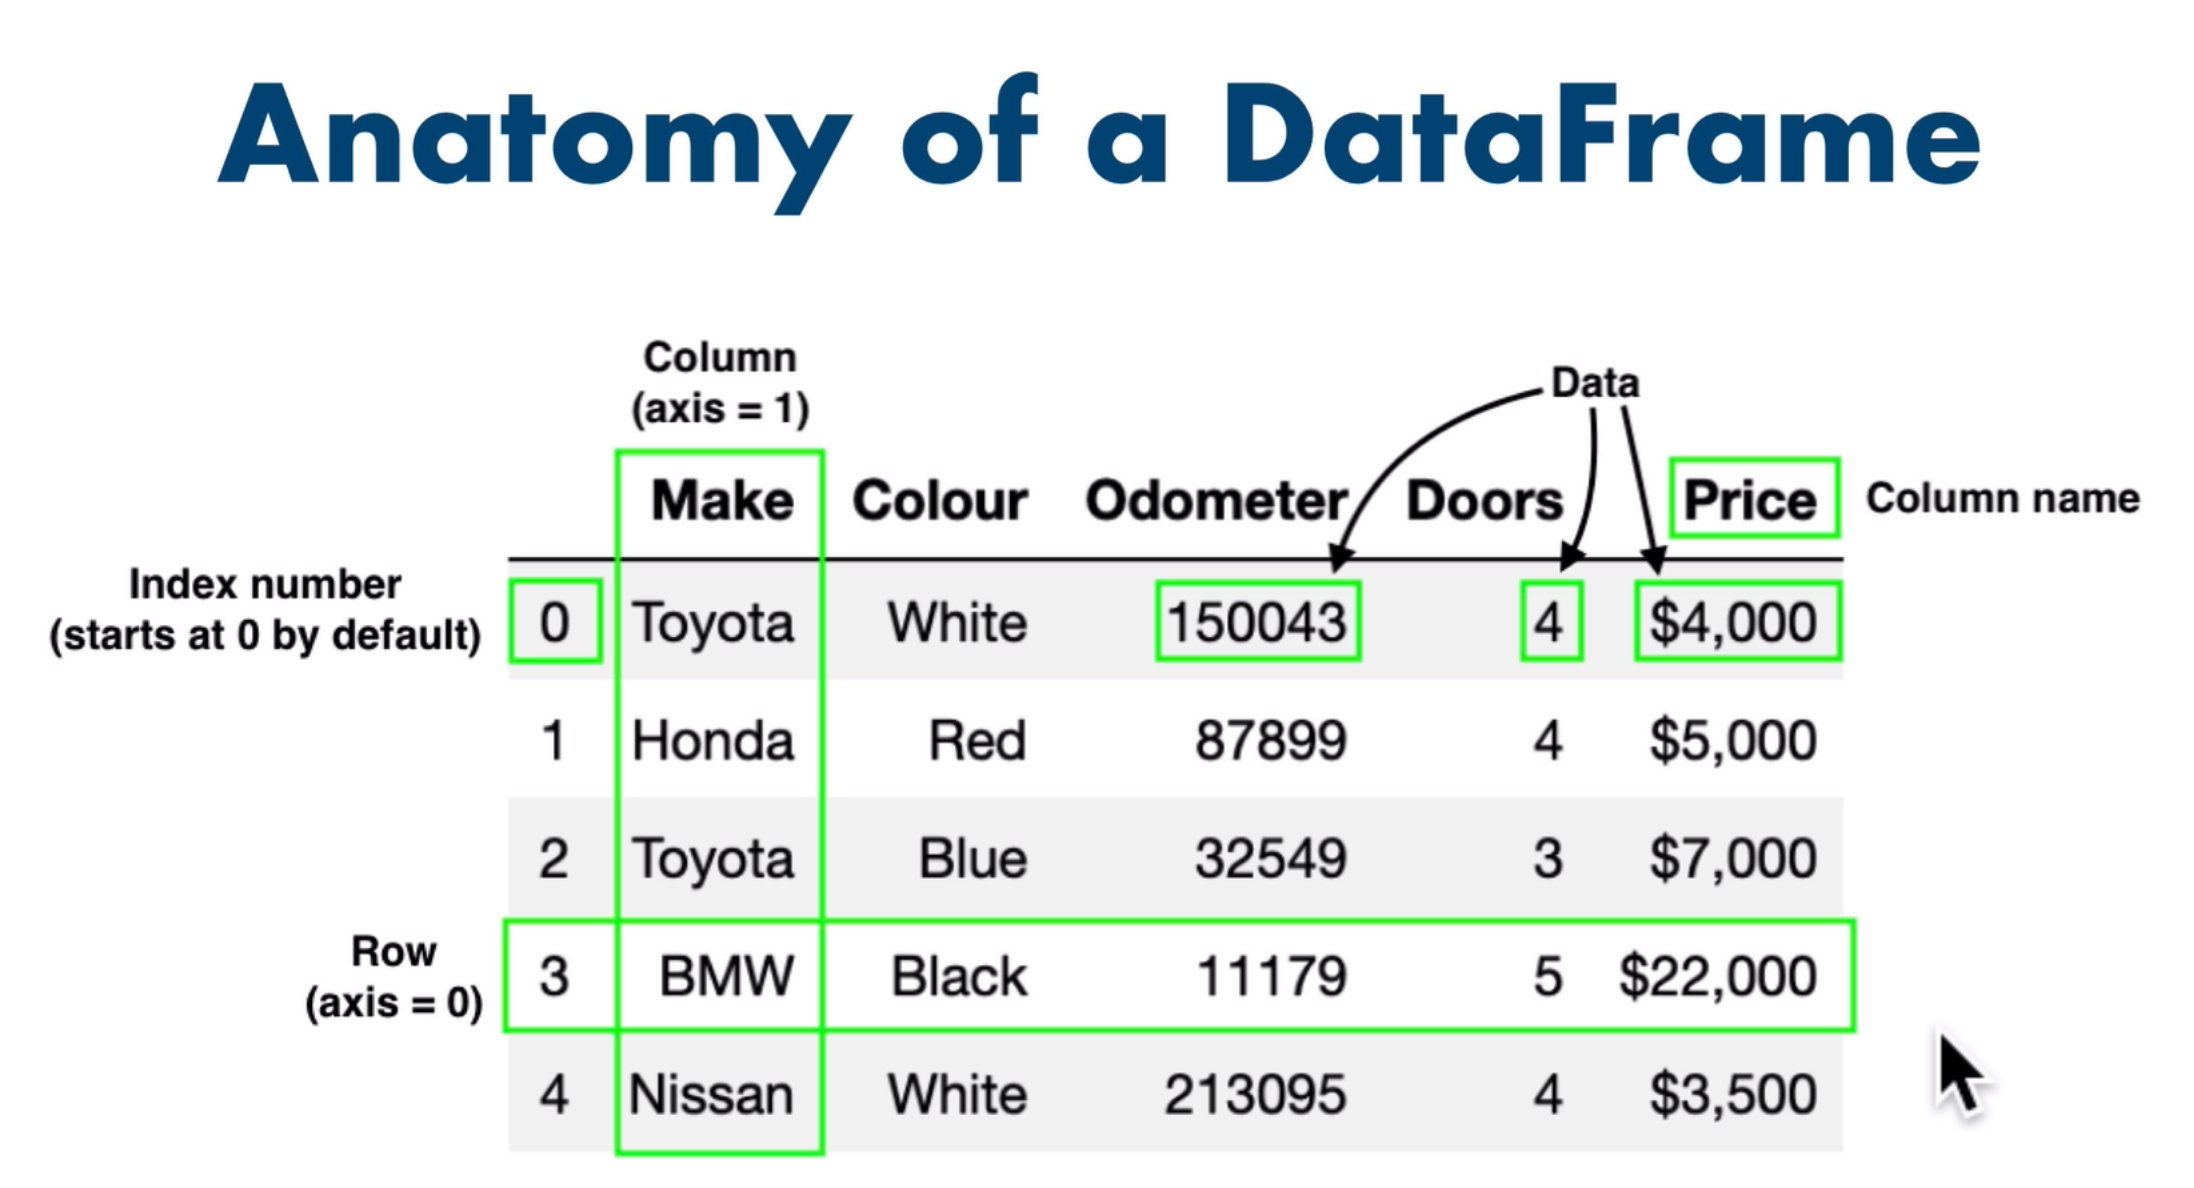 Anatomy of a DataFrame
Column
(axis = 1)
Data
Make Colour Odometer Doors Price Column name
Index number
(starts at 0 by default)
0 Toyota White 150043 4 $4,000
1 Honda Red 87899 4 $5,000
2 Toyota Blue 32549 3 $7,000
Row
(axis = 0)
3 BMW Black 11179 5 $22,000
4 Nissan White 213095 4 $3,500